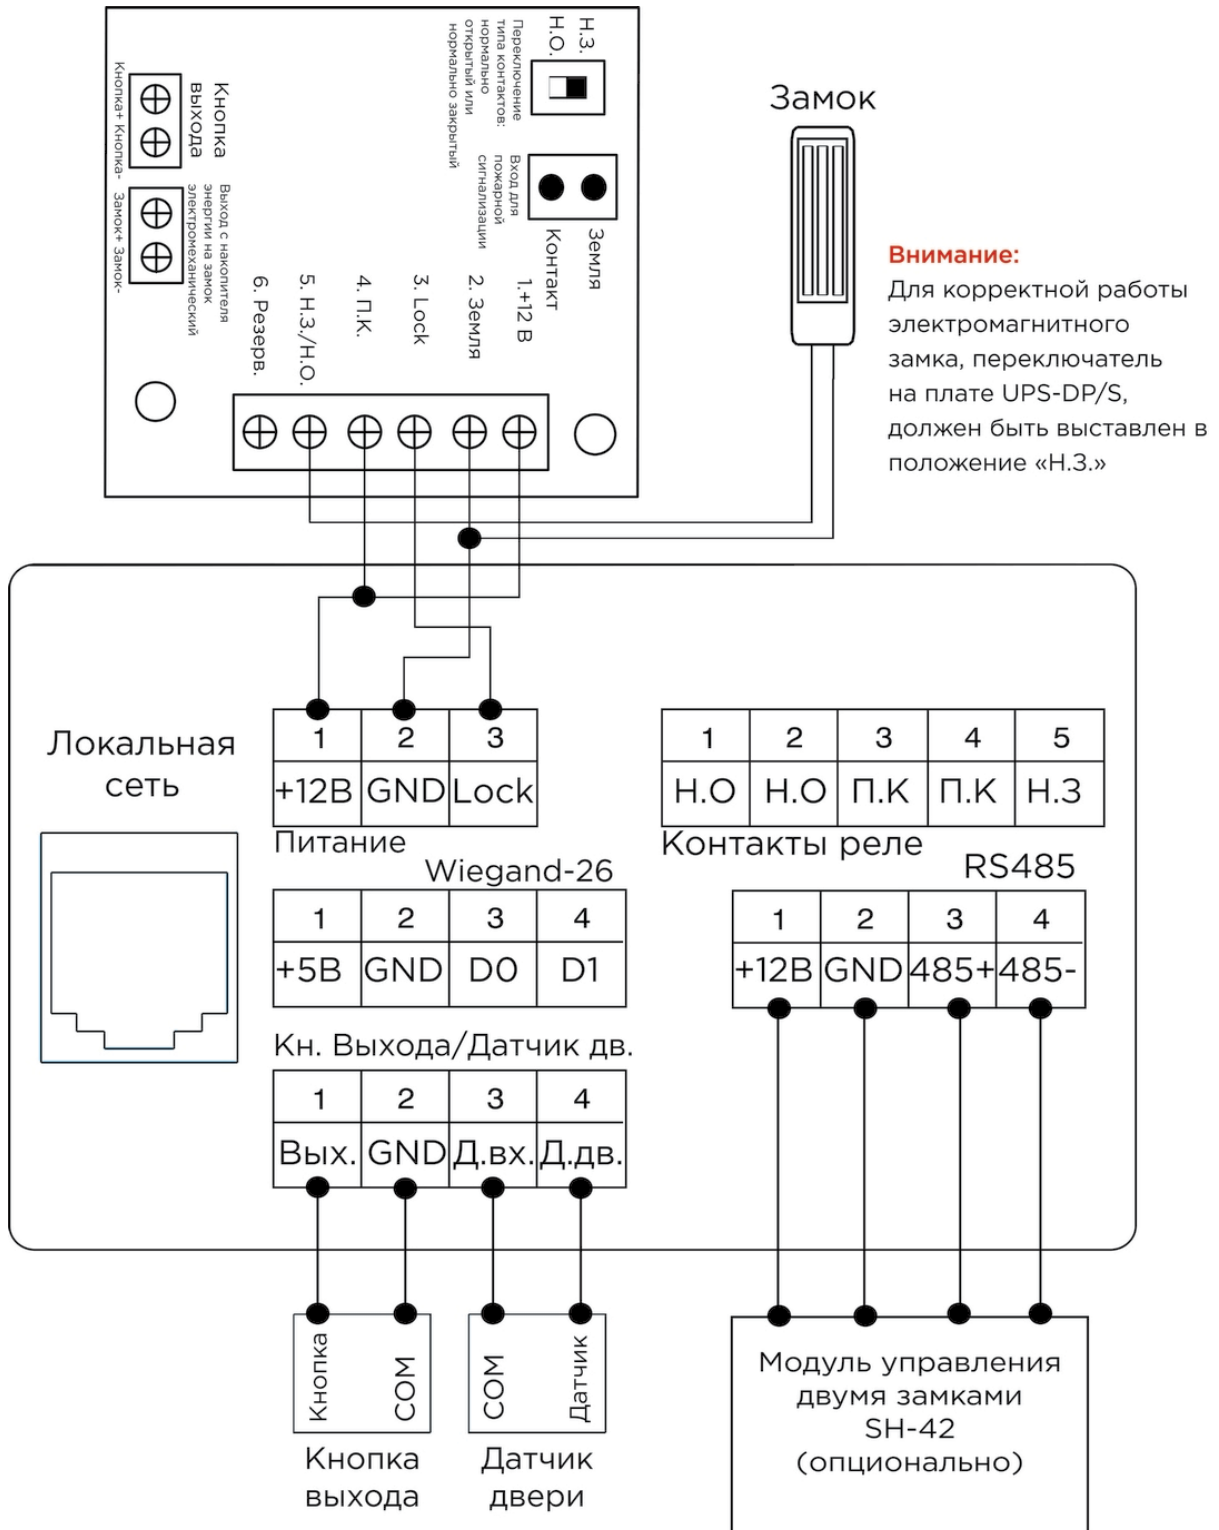 Н.З.
Н.О.
Переключение
типа контактов:
нормально
открытый или
нормально закрытый
Кнопка
выхода
Кнопка+ Кнопка-
Вход для
пожарной
сигнализации
Земля
Контакт
Выход с накопителя
энергии на замок
электромеханический
Замок+ Замок-
6. Резерв.
5. Н.З./Н.О.
4. П.К.
3. Lock
2. Земля
1.+12 В
Замок
Внимание:
Для корректной работы
электромагнитного
замка, переключатель
на плате UPS-DP/S,
должен быть выставлен в
положение «Н.З.»
Локальная
сеть
1 2 3
+12В GND Lock
Питание
1 2 3 4 5
Н.О Н.О П.К П.К Н.З
Контакты реле
Wiegand-26
1 2 3 4
+5В GND D0 D1
RS485
1 2 3 4
+12В GND 485+ 485-
Кн. Выхода/Датчик дв.
1 2 3 4
Вых. GND Д.вх. Д.дв.
Кнопка
COM
Кнопка
выхода
COM
Датчик
Датчик
двери
Модуль управления
двумя замками
SH-42
(опционально)